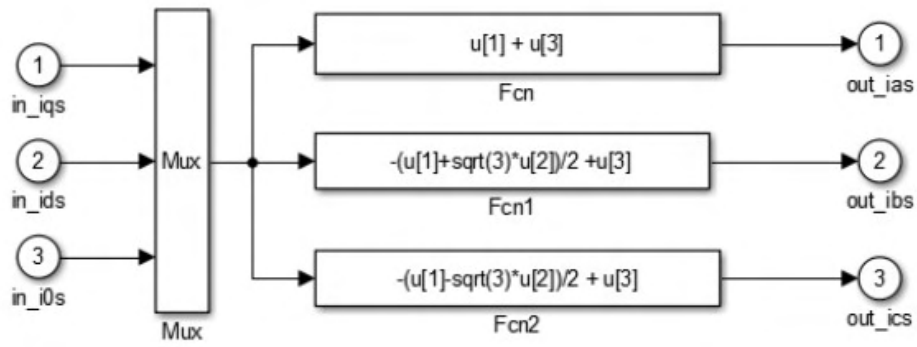 1
in_iqs
2
in_ids
3
in_i0s
Mux
Mux
u[1] + u[3]
Fcn
-(u[1]+sqrt(3)*u[2])/2 +u[3]
Fcn1
-(u[1]-sqrt(3)*u[2])/2 + u[3]
Fcn2
1
out_ias
2
out_ibs
3
out_ics